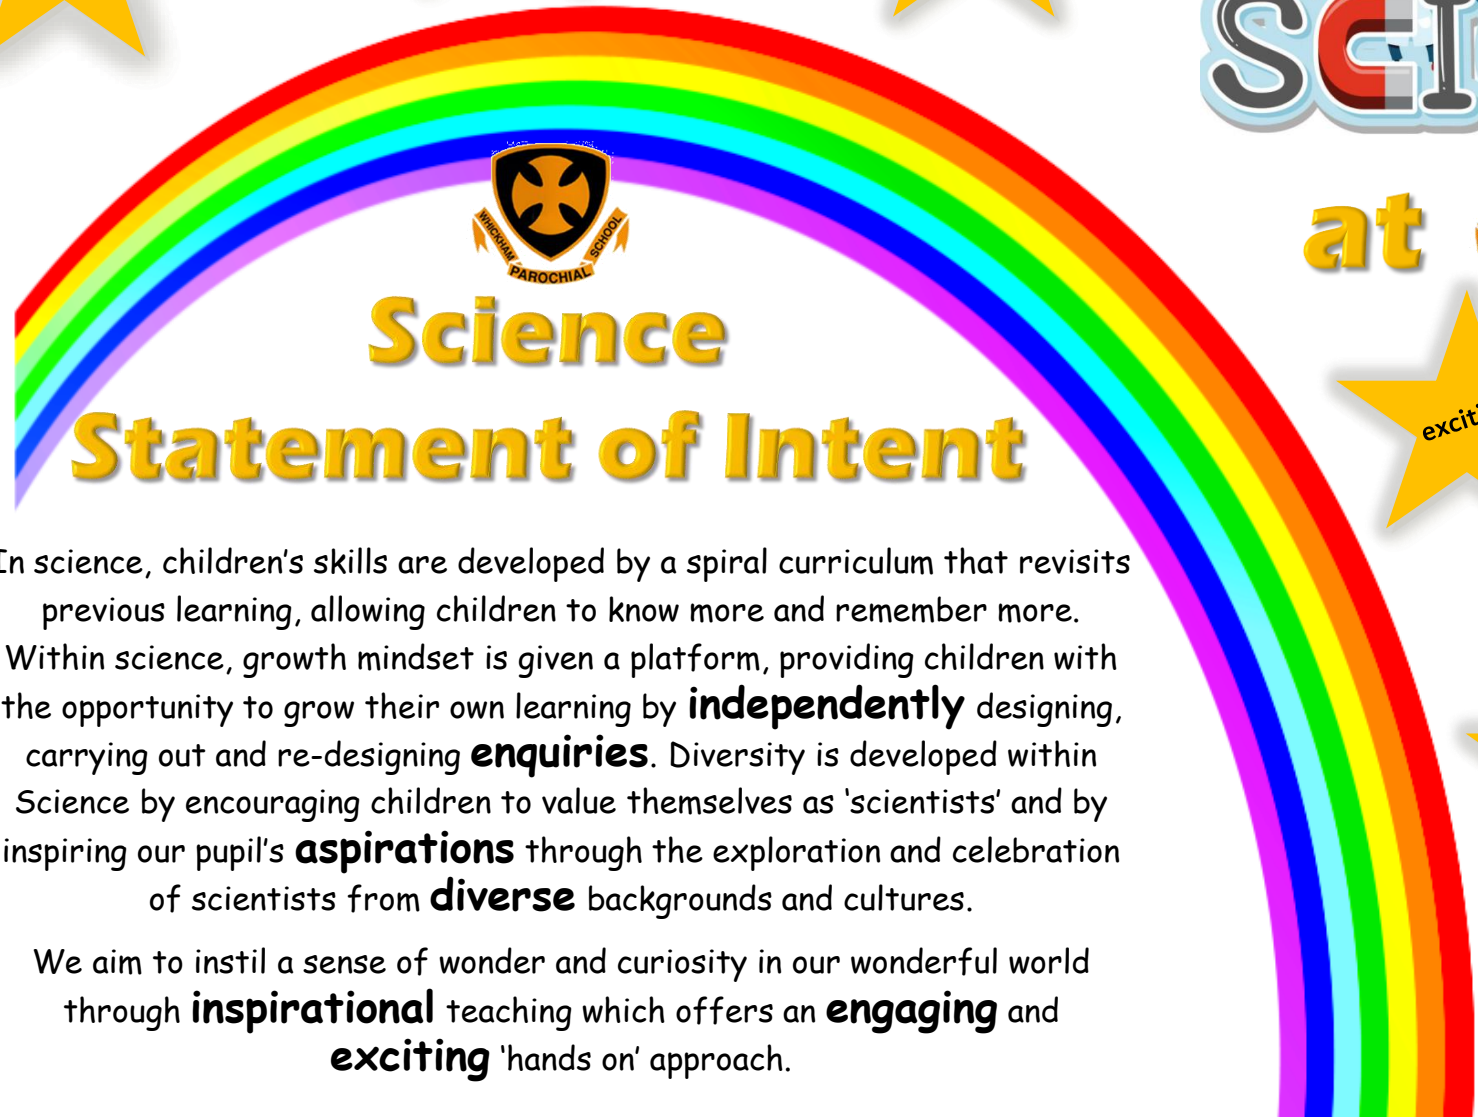 SCI
at
WHICKHAM PAROCHIAL SCHOOL
Science
Statement of Intent
In science, children's skills are developed by a spiral curriculum that revisits
previous learning, allowing children to know more and remember more.
Within science, growth mindset is given a platform, providing children with
the opportunity to grow their own learning by independently designing,
carrying out and re-designing enquiries. Diversity is developed within
Science by encouraging children to value themselves as ‘scientists’ and by
inspiring our pupil's aspirations through the exploration and celebration
of scientists from diverse backgrounds and cultures.
We aim to instil a sense of wonder and curiosity in our wonderful world
through inspirational teaching which offers an engaging and
exciting ‘hands on’ approach.